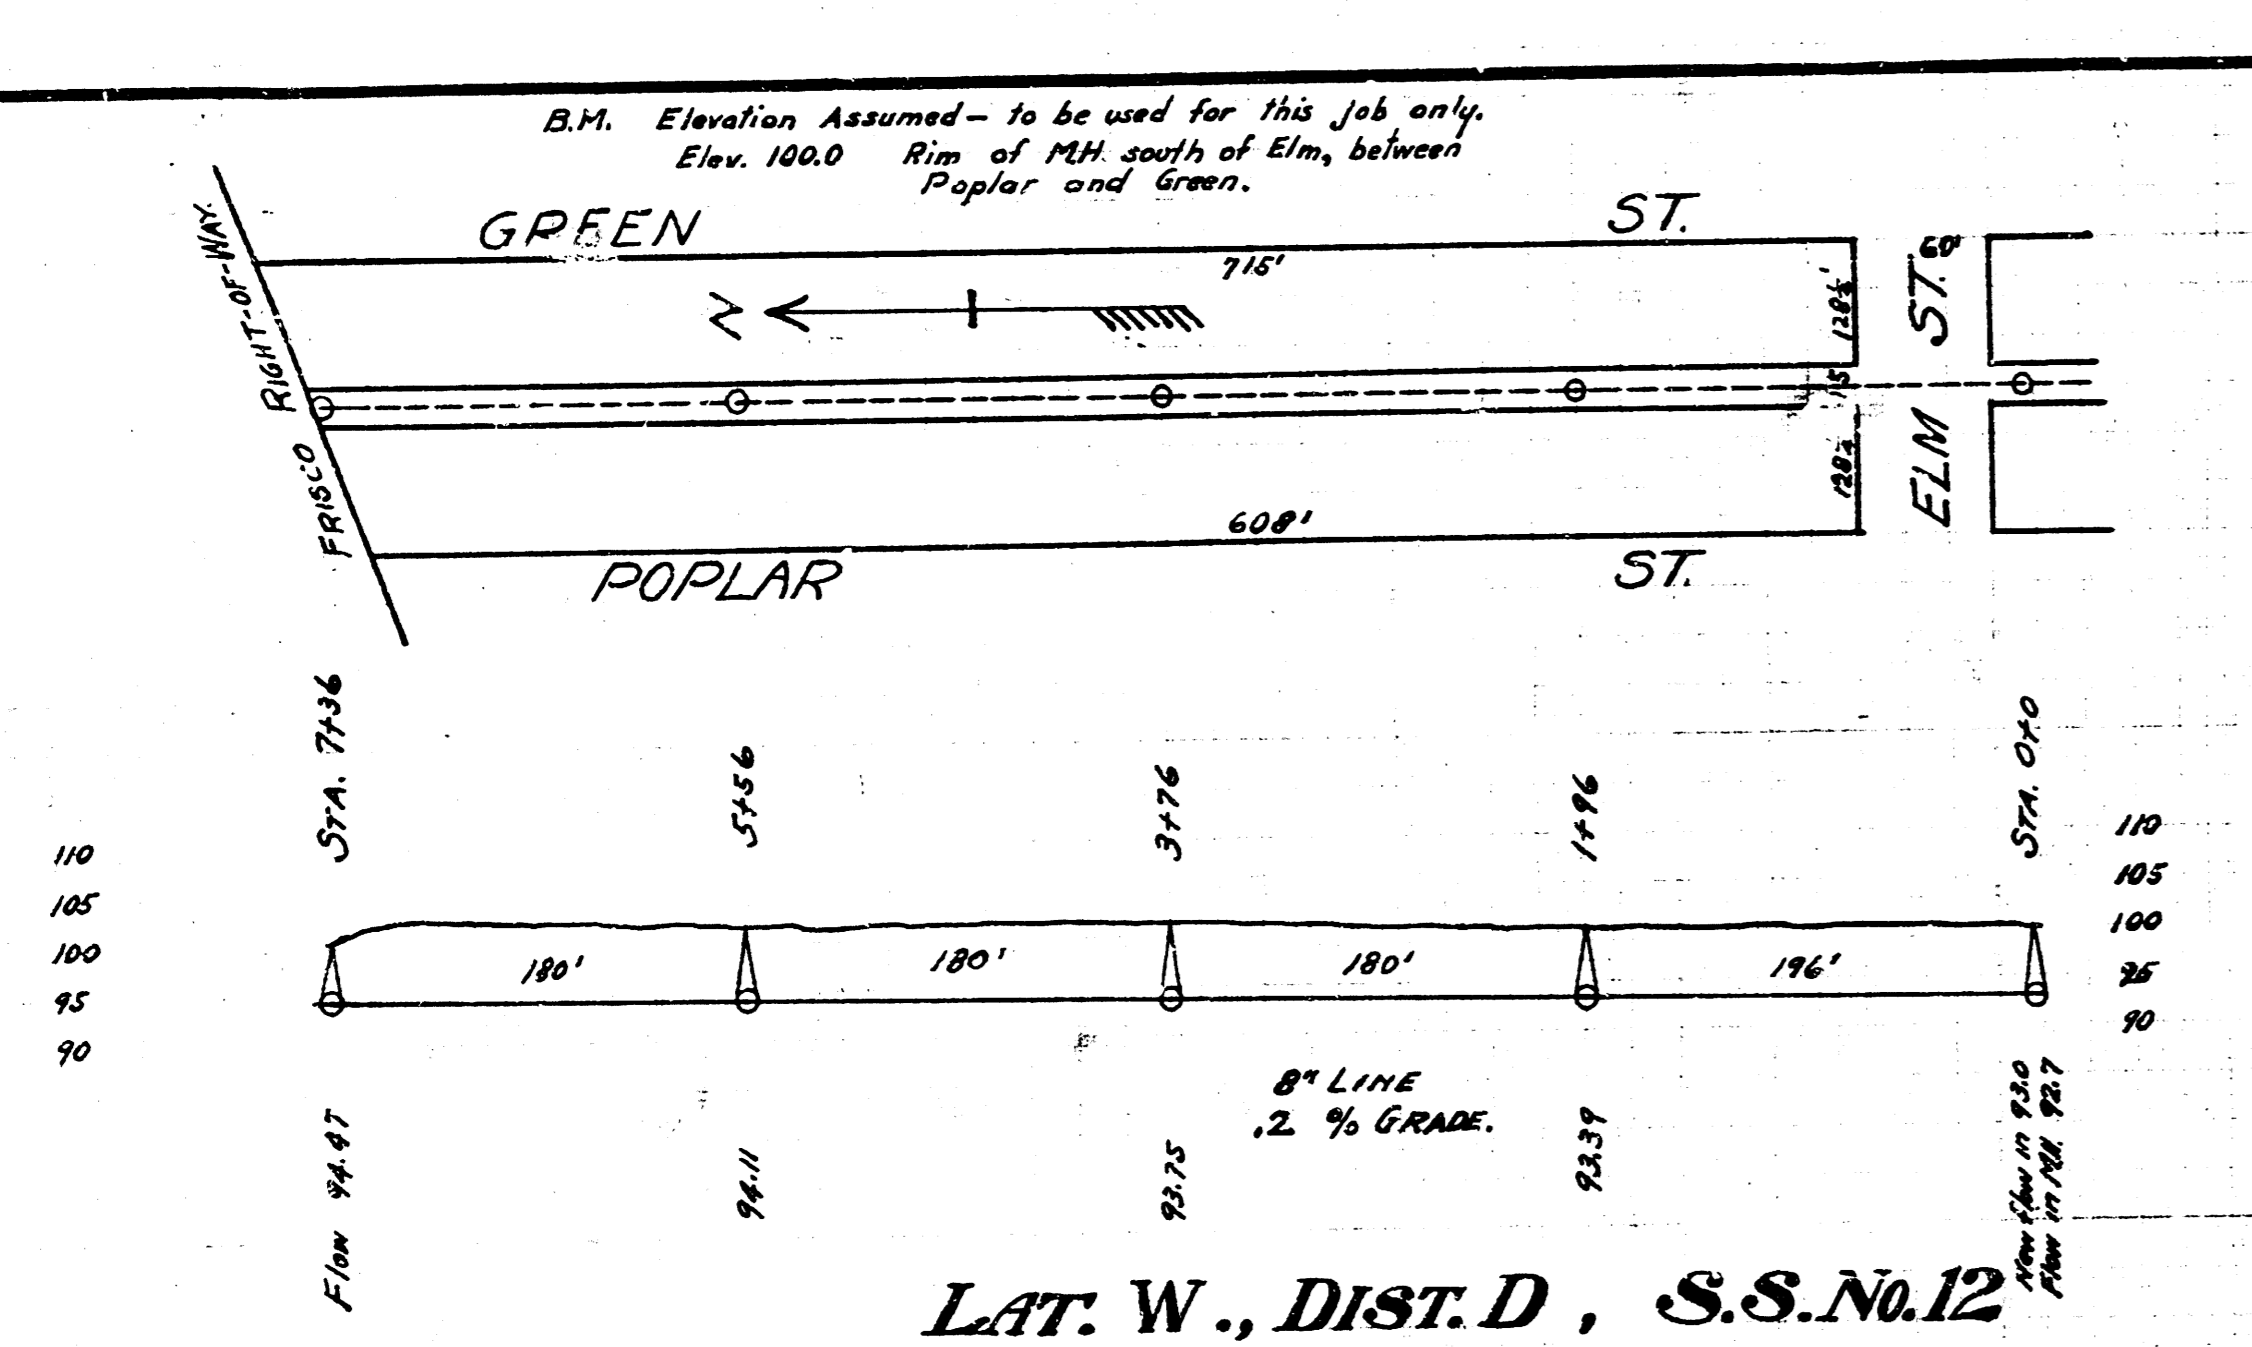 B.M. Elevation Assumed - to be used for this job only.
Elev. 100.0 Rim of M.H. south of Elm, between
Poplar and Green.
GREEN ST.
715'
60'
RIGHT-OF-WAY.
FRISCO
N
128½'
15
128½
ELM ST.
608'
POPLAR ST.
STA. 7+36
5+56
3+76
1+96
STA. 0+0
110
105
100
95
90
110
105
100
95
90
180'
180'
180'
196'
8" LINE
.2 % GRADE.
Flow 94.47
94.11
93.75
93.39
New flow in 93.0
Flow in M.H. 92.7
LAT. W., DIST. D, S.S. No. 12